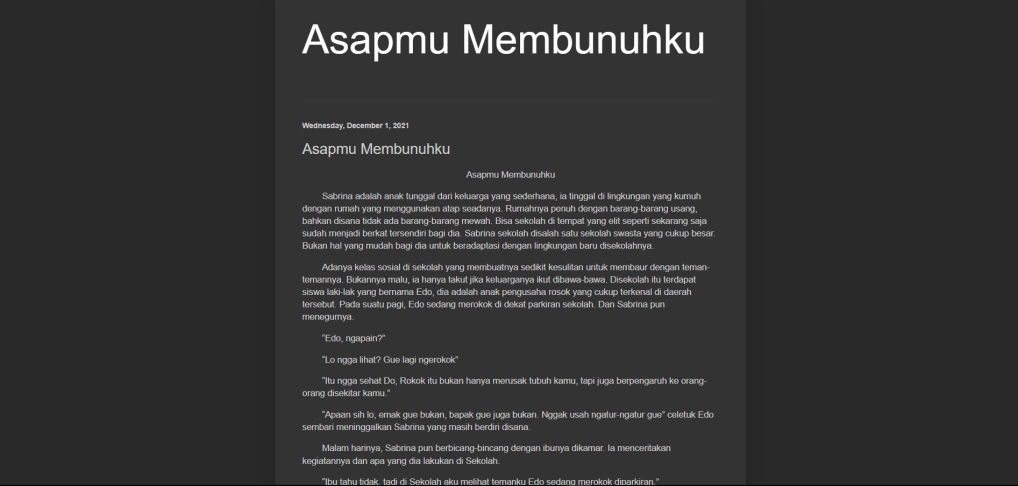 Asapmu Membunuhku
Wednesday, December 1, 2021
Asapmu Membunuhku
Asapmu Membunuhku
Sabrina adalah anak tunggal dari keluarga yang sederhana, ia tinggal di lingkungan yang kumuh
dengan rumah yang menggunakan atap seadanya. Rumahnya penuh dengan barang-barang usang,
bahkan disana tidak ada barang-barang mewah. Bisa sekolah di tempat yang elit seperti sekarang saja
sudah menjadi berkat tersendiri bagi dia. Sabrina sekolah disalah satu sekolah swasta yang cukup besar.
Bukan hal yang mudah bagi dia untuk beradaptasi dengan lingkungan baru disekolahnya.
Adanya kelas sosial di sekolah yang membuatnya sedikit kesulitan untuk membaur dengan teman-
temannya. Bukannya malu, ia hanya takut jika keluarganya ikut dibawa-bawa. Disekolah itu terdapat
siswa laki-lak yang bernama Edo, dia adalah anak pengusaha rosok yang cukup terkenal di daerah
tersebut. Pada suatu pagi, Edo sedang merokok di dekat parkiran sekolah. Dan Sabrina pun
menegurnya.
"Edo, ngapain?"
"Lo ngga lihat? Gue lagi ngerokok"
"Itu ngga sehat Do, Rokok itu bukan hanya merusak tubuh kamu, tapi juga berpengaruh ke orang-
orang disekitar kamu."
"Apaan sih lo, emak gue bukan, bapak gue juga bukan. Nggak usah ngatur-ngatur gue" celetuk Edo
sembari meninggalkan Sabrina yang masih berdiri disana.
Malam harinya, Sabrina pun berbicang-bincang dengan ibunya dikamar. Ia menceritakan
kegiatannya dan apa yang dia lakukan di Sekolah.
"Ibu tahu tidak, tadi di Sekolah aku melihat temanku Edo sedang merokok diparkiran."